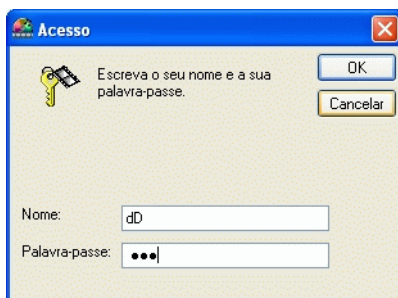 Acesso
Escreva o seu nome e a sua
palavra-passe.
OK
Cancelar
Nome:
dD
Palavra-passe:
●●●